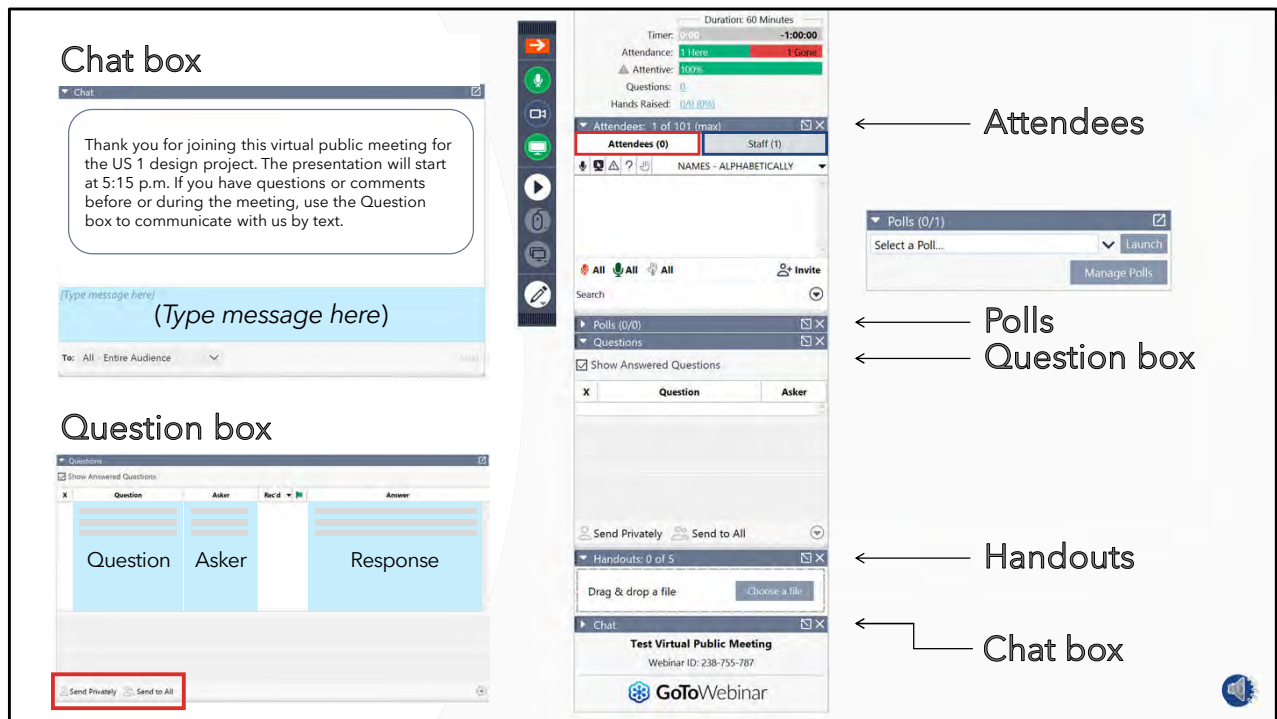 Chat box
Chat
Thank you for joining this virtual public meeting for
the US 1 design project. The presentation will start
at 5:15 p.m. If you have questions or comments
before or during the meeting, use the Question
box to communicate with us by text.
[Type message here]
(Type message here)
To: All - Entire Audience
Send
Question box
Questions
Show Answered Questions
X Question Asker Rec'd Answer
Question Asker Response
Send Privately Send to All
Duration: 60 Minutes
Timer: 0:00 -1:00:00
Attendance: 1 Here 1 Gone
Attentive: 100%
Questions: 0
Hands Raised: 0/0 (0%)
Attendees: 1 of 101 (max)
Attendees (0) Staff (1)
? NAMES - ALPHABETICALLY
All All All Invite
Search
Polls (0/0)
Questions
Show Answered Questions
X Question Asker
Send Privately Send to All
Handouts: 0 of 5
Drag & drop a file Choose a file
Chat
Test Virtual Public Meeting
Webinar ID: 238-755-787
GoToWebinar
Attendees
Polls (0/1)
Select a Poll... Launch
Manage Polls
Polls
Question box
Handouts
Chat box